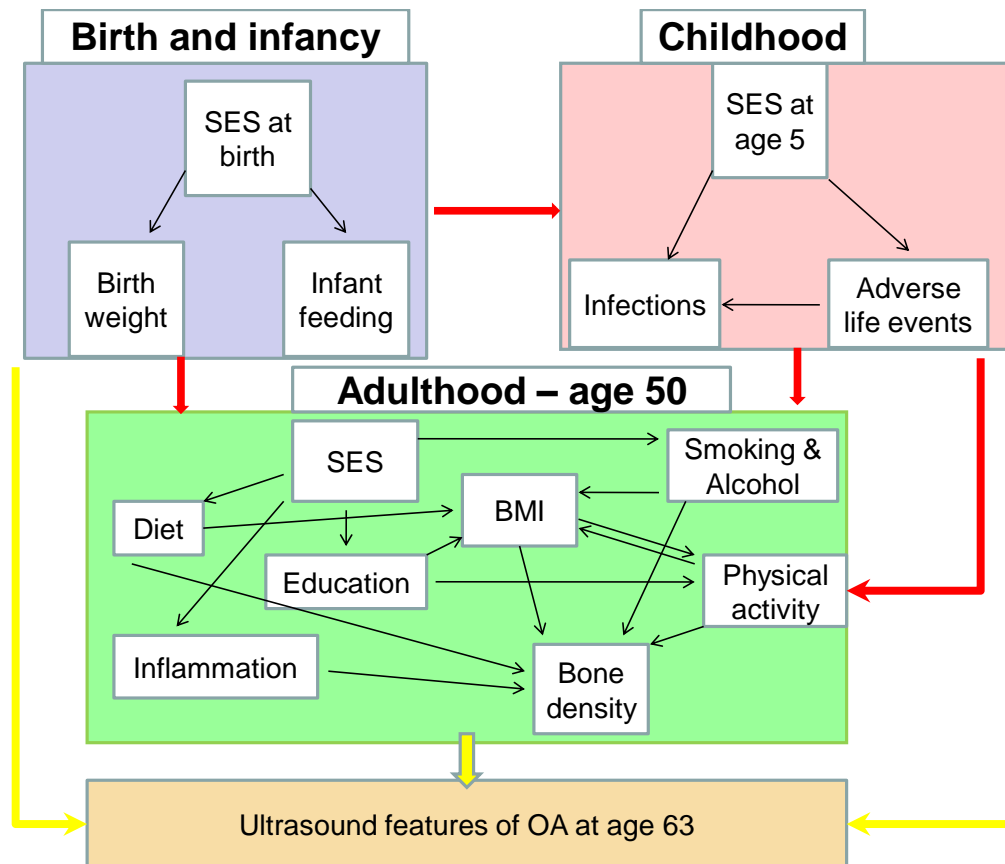 Birth and infancy
SES at
birth
Birth
weight
Infant
feeding
Childhood
SES at
age 5
Infections
Adverse
life events
Adulthood – age 50
SES
Smoking &
Alcohol
Diet
BMI
Education
Physical
activity
Inflammation
Bone
density
Ultrasound features of OA at age 63